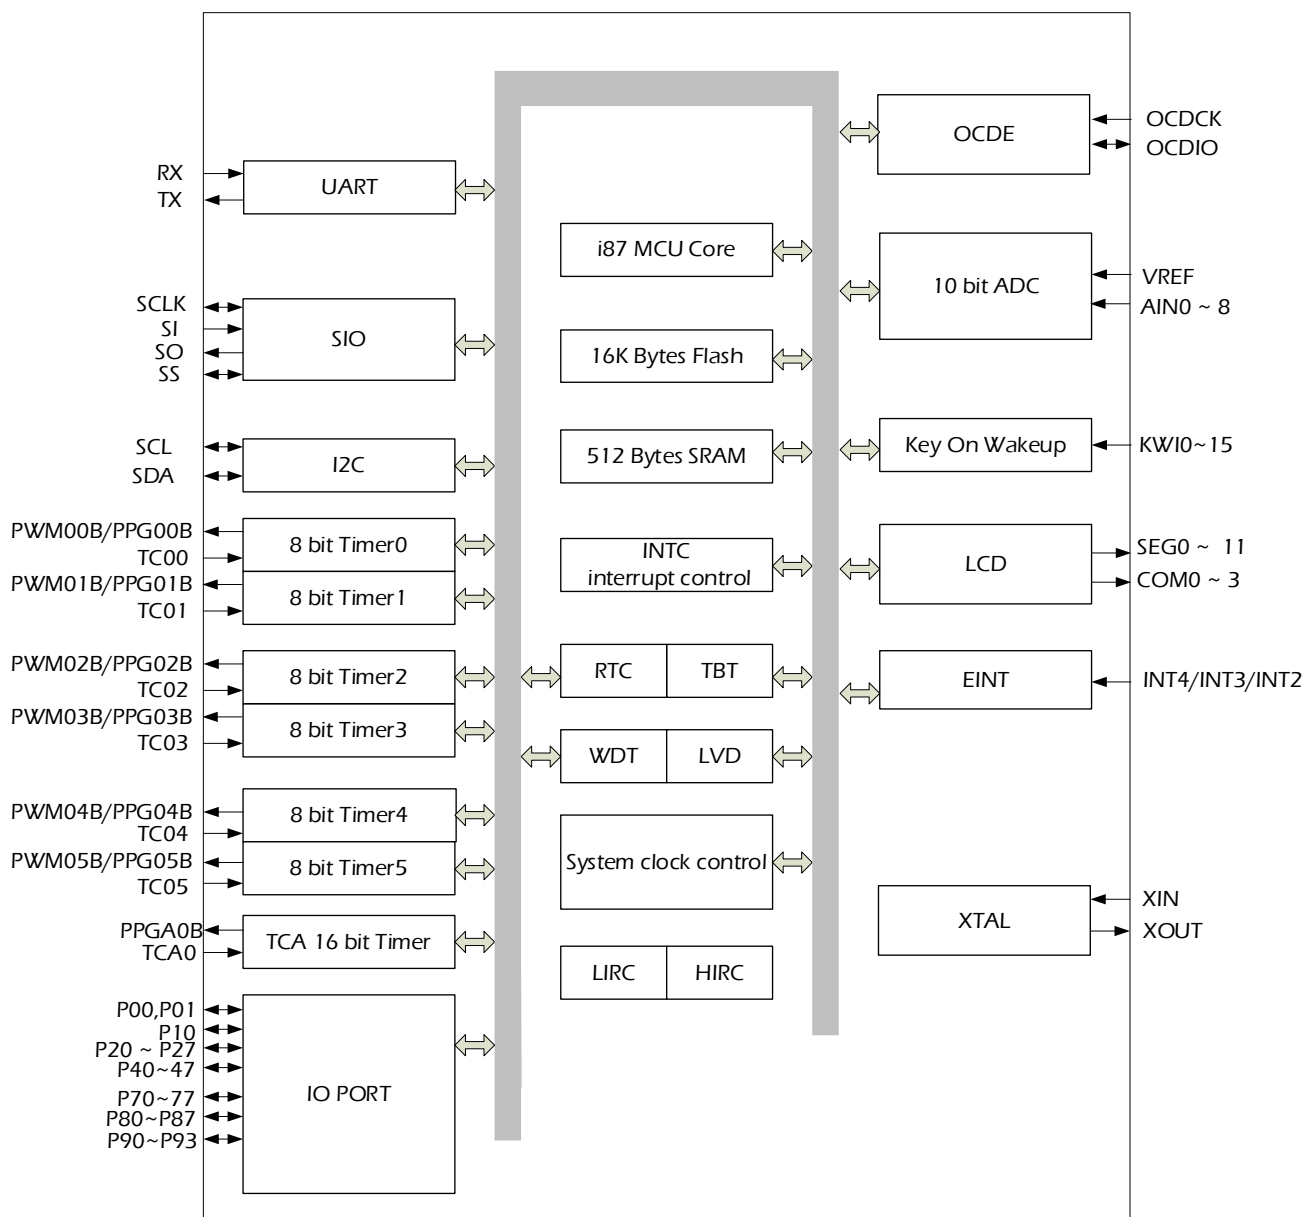 RX
TX
UART
SCLK
SI
SO
SS
SIO
SCL
SDA
I2C
PWM00B/PPG00B
TC00
8 bit Timer0
PWM01B/PPG01B
TC01
8 bit Timer1
PWM02B/PPG02B
TC02
8 bit Timer2
PWM03B/PPG03B
TC03
8 bit Timer3
PWM04B/PPG04B
TC04
8 bit Timer4
PWM05B/PPG05B
TC05
8 bit Timer5
PPGA0B
TCA0
TCA 16 bit Timer
P00,P01
P10
P20 ~ P27
P40~47
P70~77
P80~P87
P90~P93
IO PORT
i87 MCU Core
16K Bytes Flash
512 Bytes SRAM
INTC
interrupt control
RTC
TBT
WDT
LVD
System clock control
LIRC
HIRC
OCDE
OCDCK
OCDIO
10 bit ADC
VREF
AIN0 ~ 8
Key On Wakeup
KWI0~15
LCD
SEG0 ~ 11
COM0 ~ 3
EINT
INT4/INT3/INT2
XTAL
XIN
XOUT